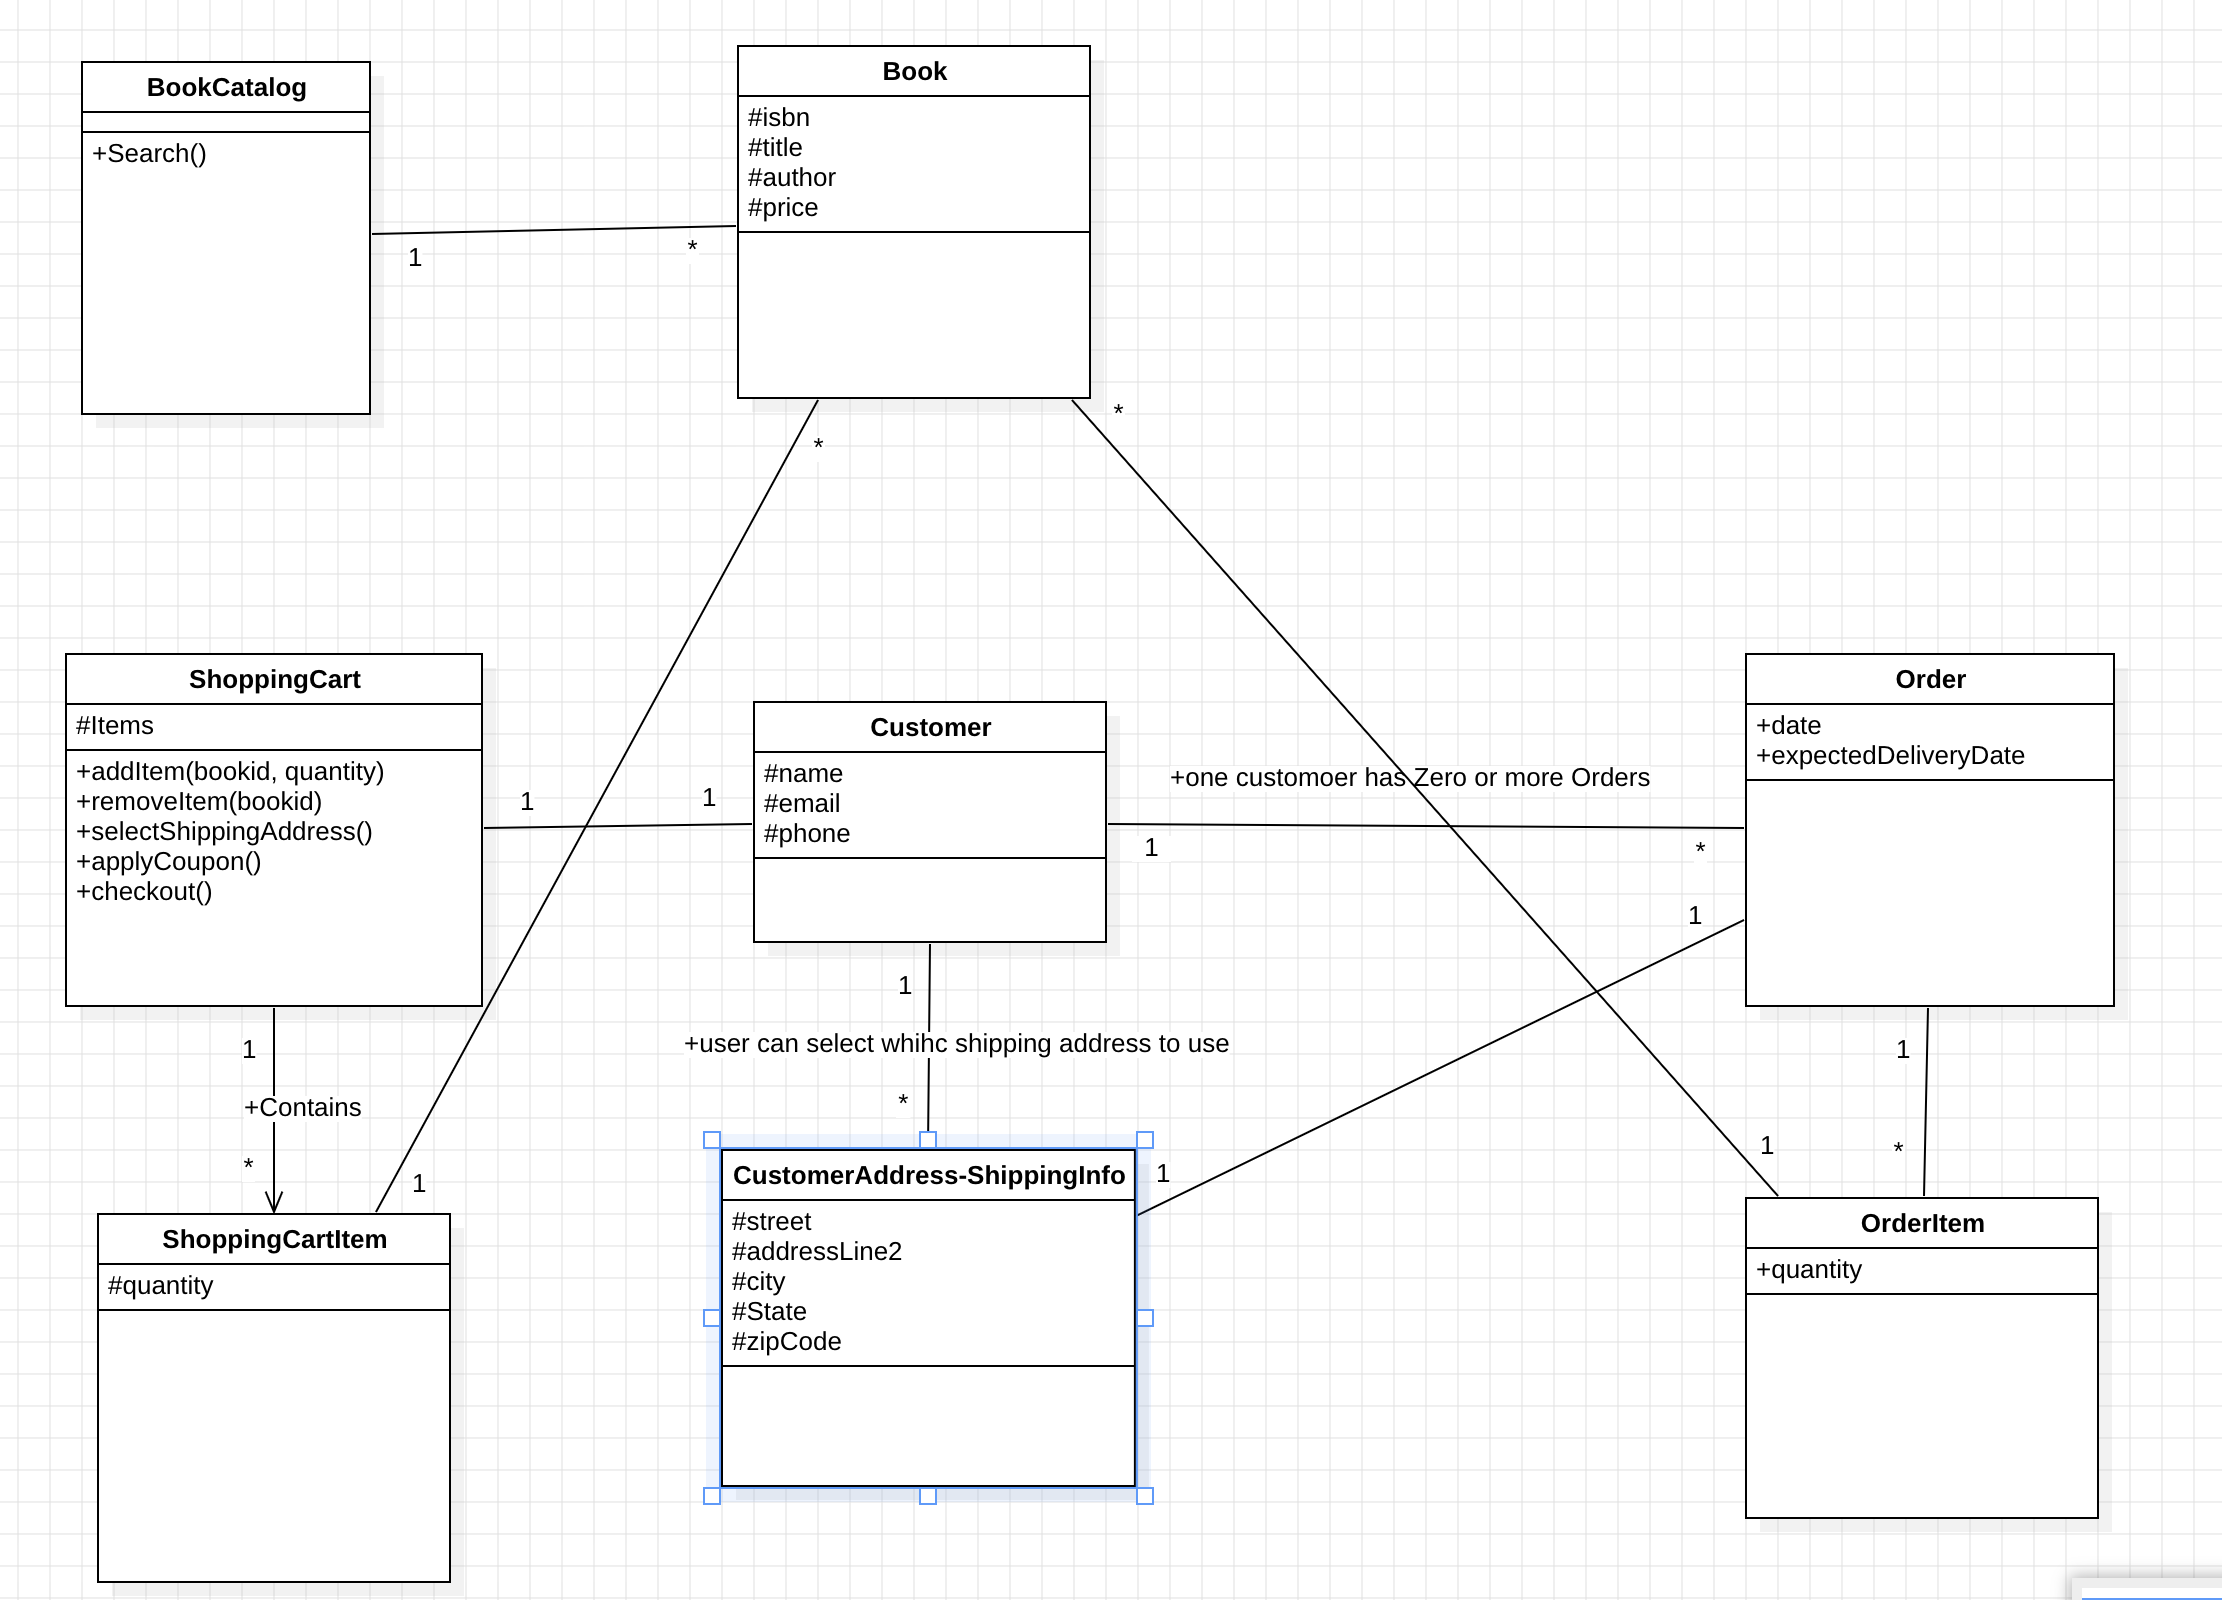 BookCatalog
+Search()
1
*
Book
#isbn
#title
#author
#price
*
*
ShoppingCart
#Items
+addItem(bookid, quantity)
+removeItem(bookid)
+selectShippingAddress()
+applyCoupon()
+checkout()
1
1
Customer
#name
#email
#phone
+one customoer has Zero or more Orders
1
*
Order
+date
+expectedDeliveryDate
1
1
+Contains
*
1
1
+user can select whihc shipping address to use
*
1
*
1
ShoppingCartItem
#quantity
CustomerAddress-ShippingInfo
#street
#addressLine2
#city
#State
#zipCode
1
OrderItem
+quantity